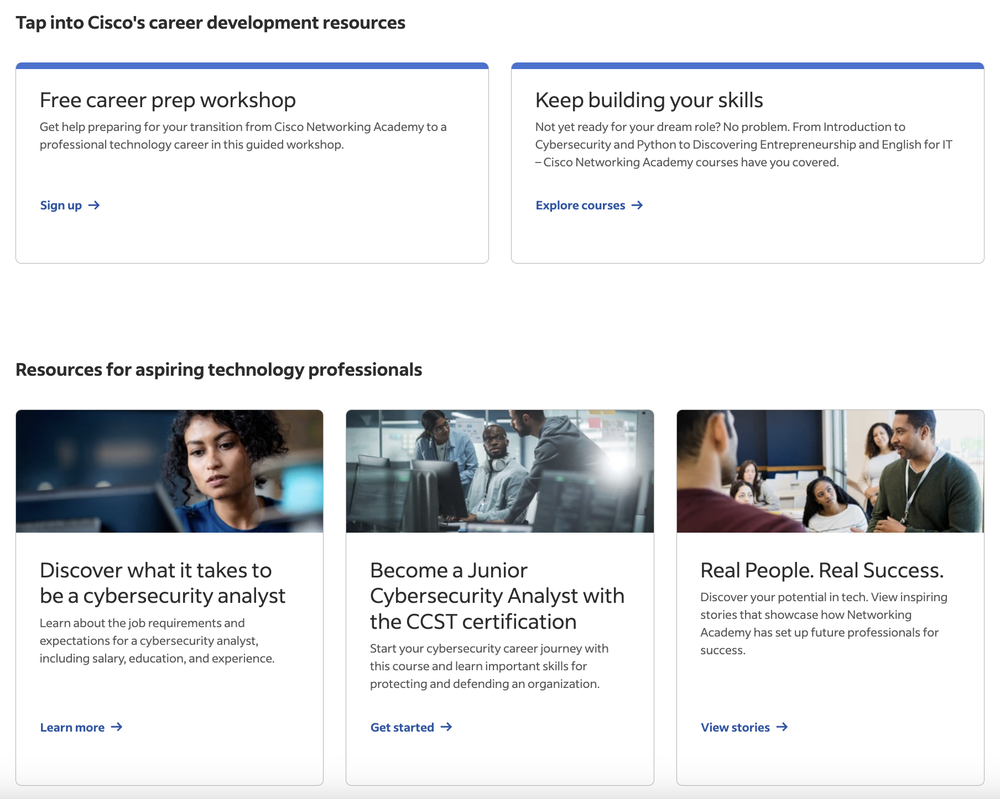 Tap into Cisco's career development resources
Free career prep workshop
Get help preparing for your transition from Cisco Networking Academy to a
professional technology career in this guided workshop.
Sign up →
Keep building your skills
Not yet ready for your dream role? No problem. From Introduction to
Cybersecurity and Python to Discovering Entrepreneurship and English for IT
– Cisco Networking Academy courses have you covered.
Explore courses →
Resources for aspiring technology professionals
Discover what it takes to
be a cybersecurity analyst
Learn about the job requirements and
expectations for a cybersecurity analyst,
including salary, education, and experience.
Learn more →
Become a Junior
Cybersecurity Analyst with
the CCST certification
Start your cybersecurity career journey with
this course and learn important skills for
protecting and defending an organization.
Get started →
Real People. Real Success.
Discover your potential in tech. View inspiring
stories that showcase how Networking
Academy has set up future professionals for
success.
View stories →